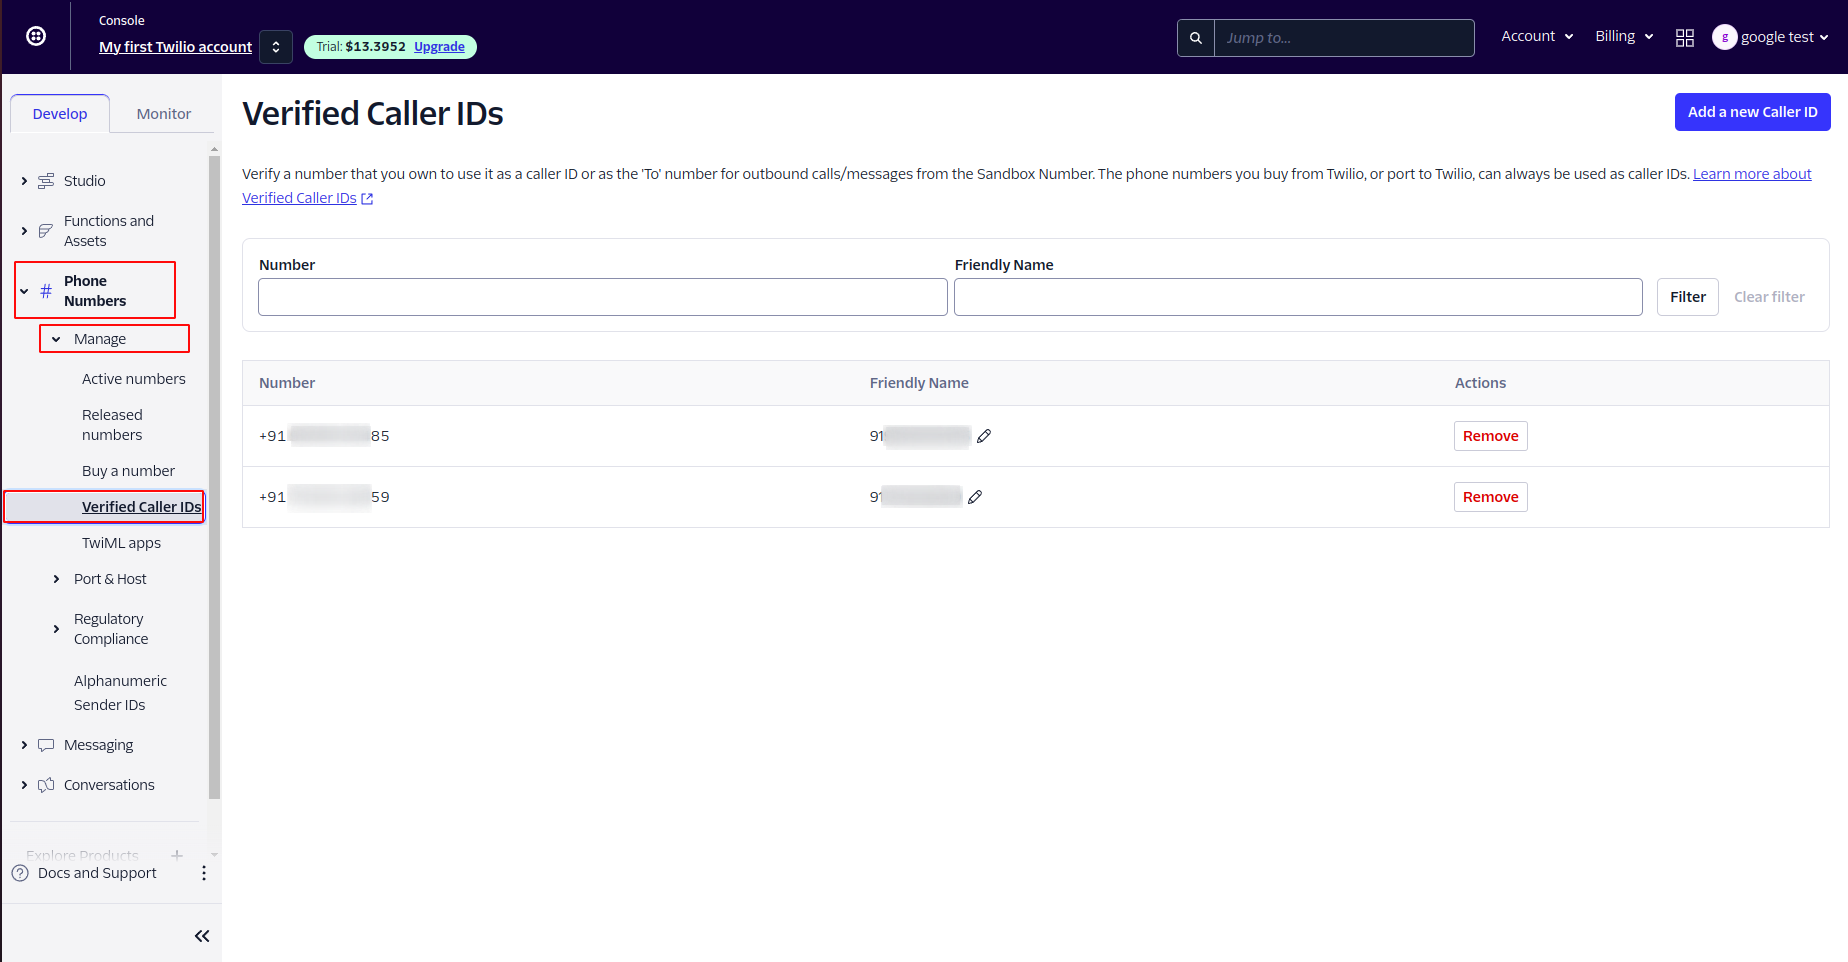 Console
My first Twilio account
Trial: $13.3952 Upgrade
Jump to...
Account
Billing
g
google test
Develop
Monitor
Studio
Functions and
Assets
Phone
Numbers
Manage
Active numbers
Released
numbers
Buy a number
Verified Caller IDs
TwiML apps
Port & Host
Regulatory
Compliance
Alphanumeric
Sender IDs
Messaging
Conversations
Explore Products
Docs and Support
Verified Caller IDs
Add a new Caller ID
Verify a number that you own to use it as a caller ID or as the 'To' number for outbound calls/messages from the Sandbox Number. The phone numbers you buy from Twilio, or port to Twilio, can always be used as caller IDs. Learn more about
Verified Caller IDs
Number
Friendly Name
Filter
Clear filter
Number
Friendly Name
Actions
+91 85
91
Remove
+91 59
91
Remove